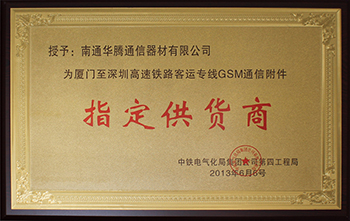 授予：南通华腾通信器材有限公司
为厦门至深圳高速铁路客运专线GSM通信附件
指定供货商
中铁电气化局集团公司第四工程局
2013年6月8号